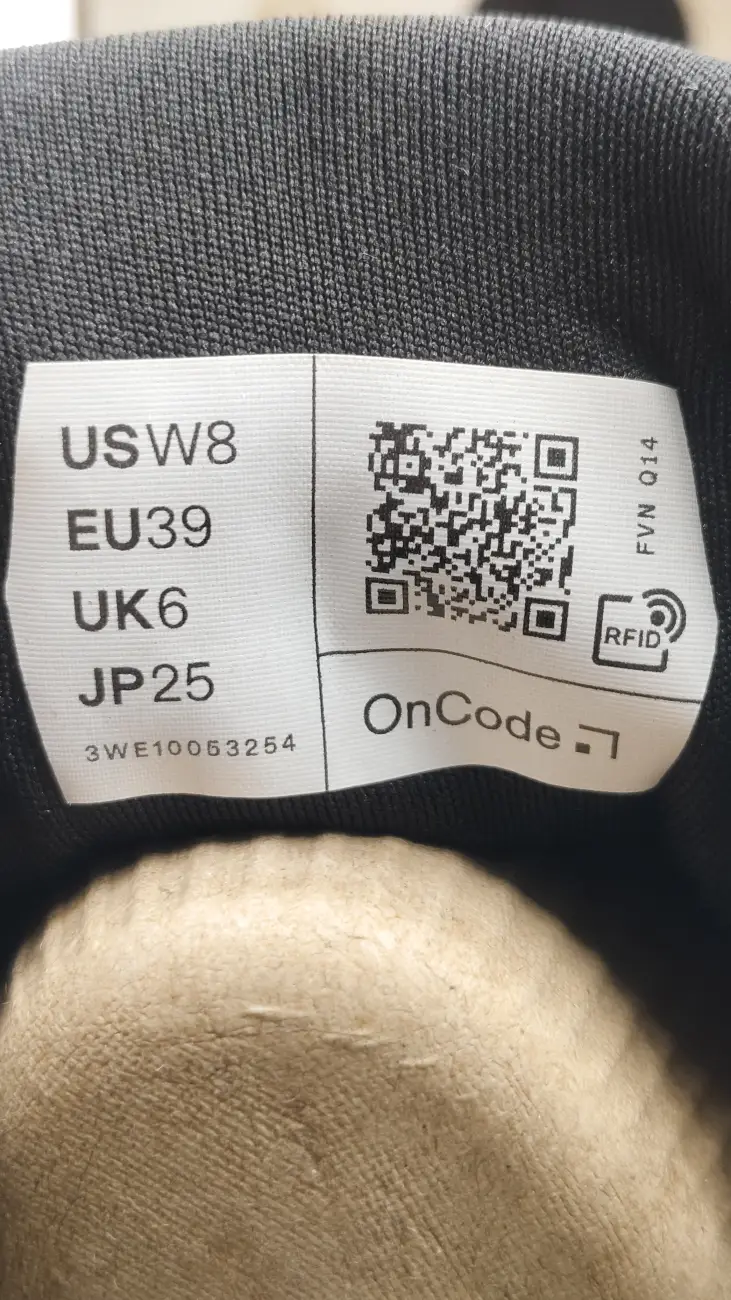 USW8
EU39
UK6
JP25
3WE10053254
FVN Q14
RFID
OnCode